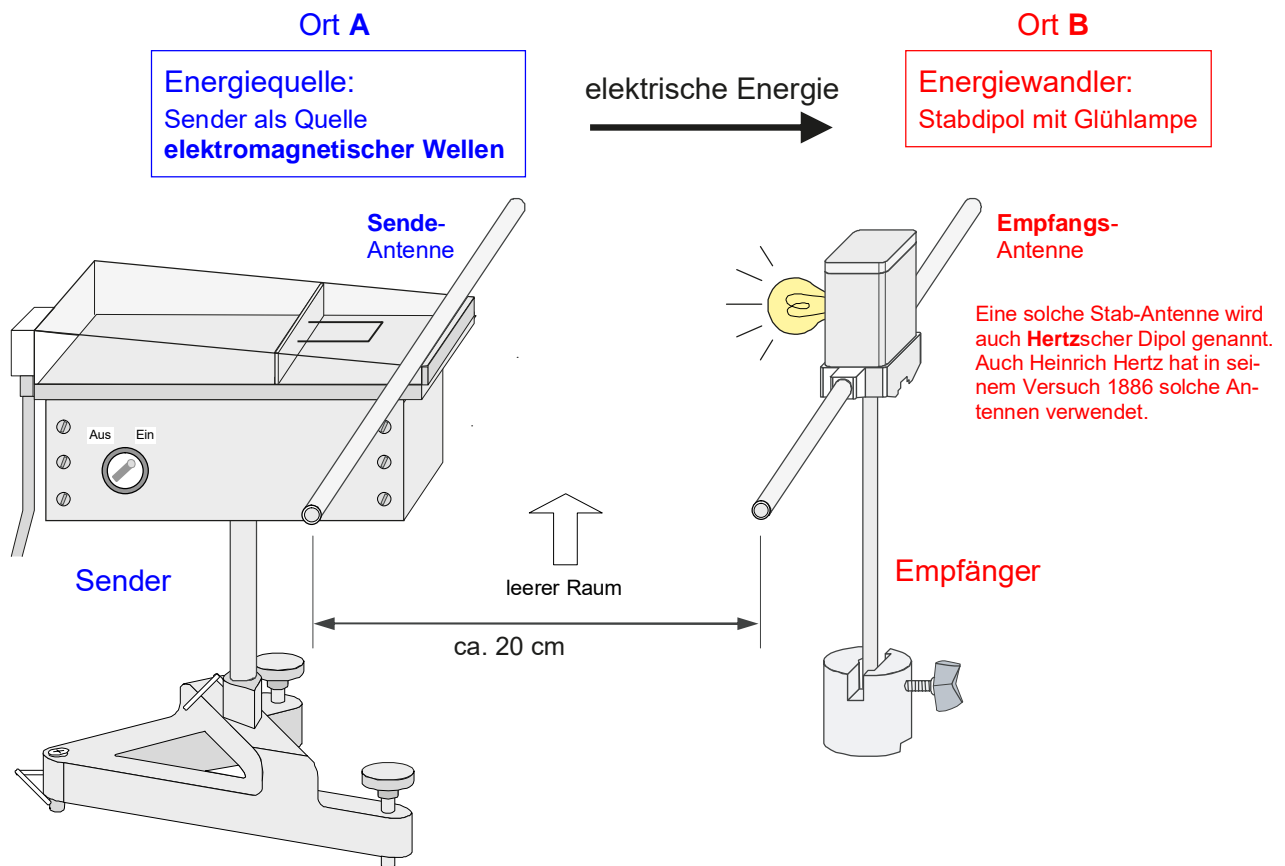 Ort A
Ort B
Energiequelle:
Sender als Quelle
elektromagnetischer Wellen
elektrische Energie
Energiewandler:
Stabdipol mit Glühlampe
Sende-
Antenne
Empfangs-
Antenne
Eine solche Stab-Antenne wird
auch Hertzscher Dipol genannt.
Auch Heinrich Hertz hat in sei-
nem Versuch 1886 solche An-
tennen verwendet.
Aus Ein
Sender
leerer Raum
Empfänger
ca. 20 cm